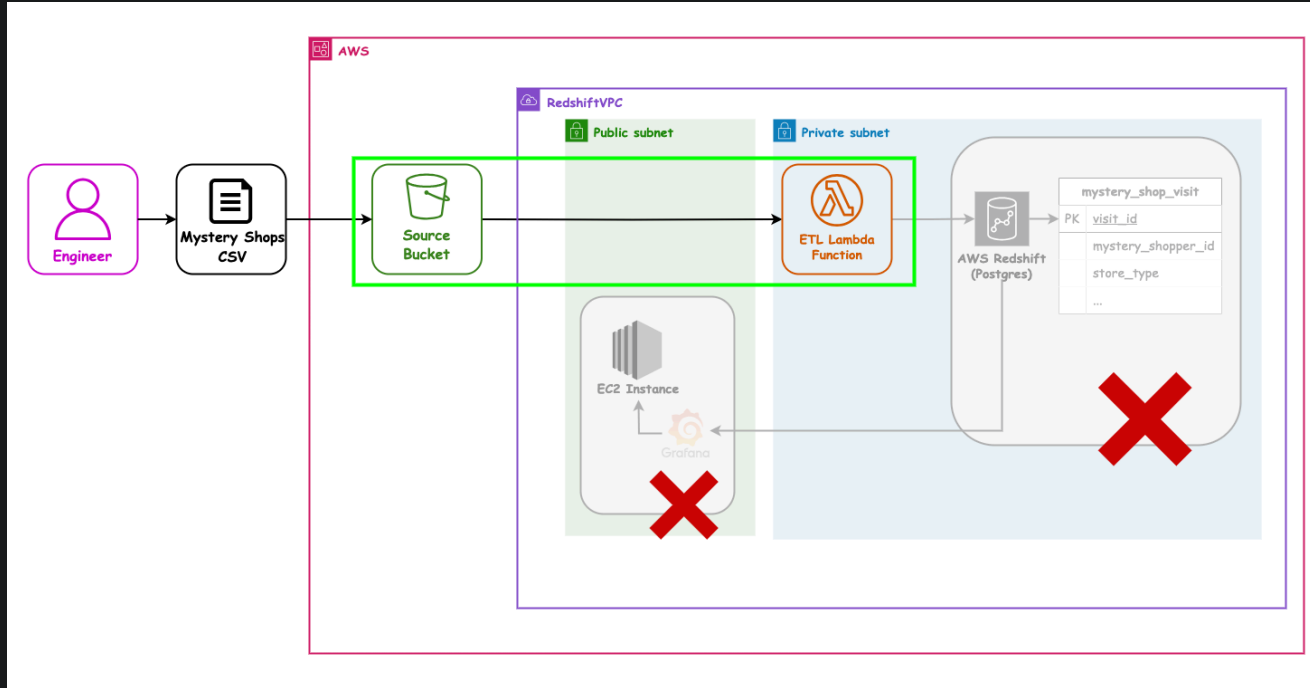 AWS
RedshiftVPC
Public subnet
Private subnet
Engineer
Mystery Shops
CSV
Source
Bucket
ETL Lambda
Function
AWS Redshift
(Postgres)
mystery_shop_visit
PK visit_id
mystery_shopper_id
store_type
...
EC2 Instance
Grafana